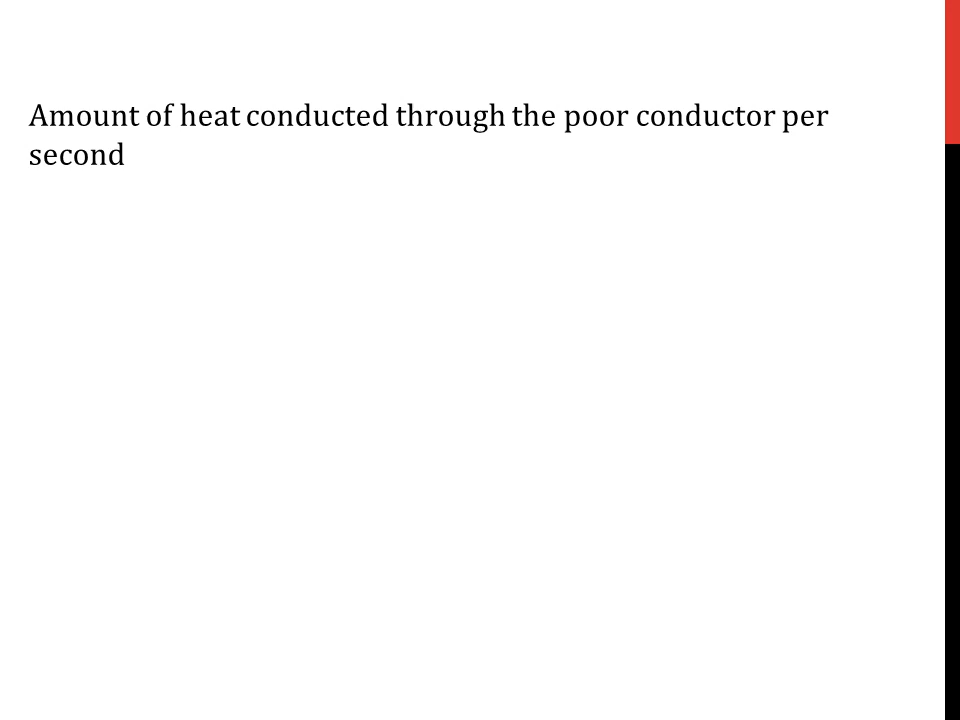 Amount of heat conducted through the poor conductor per
second